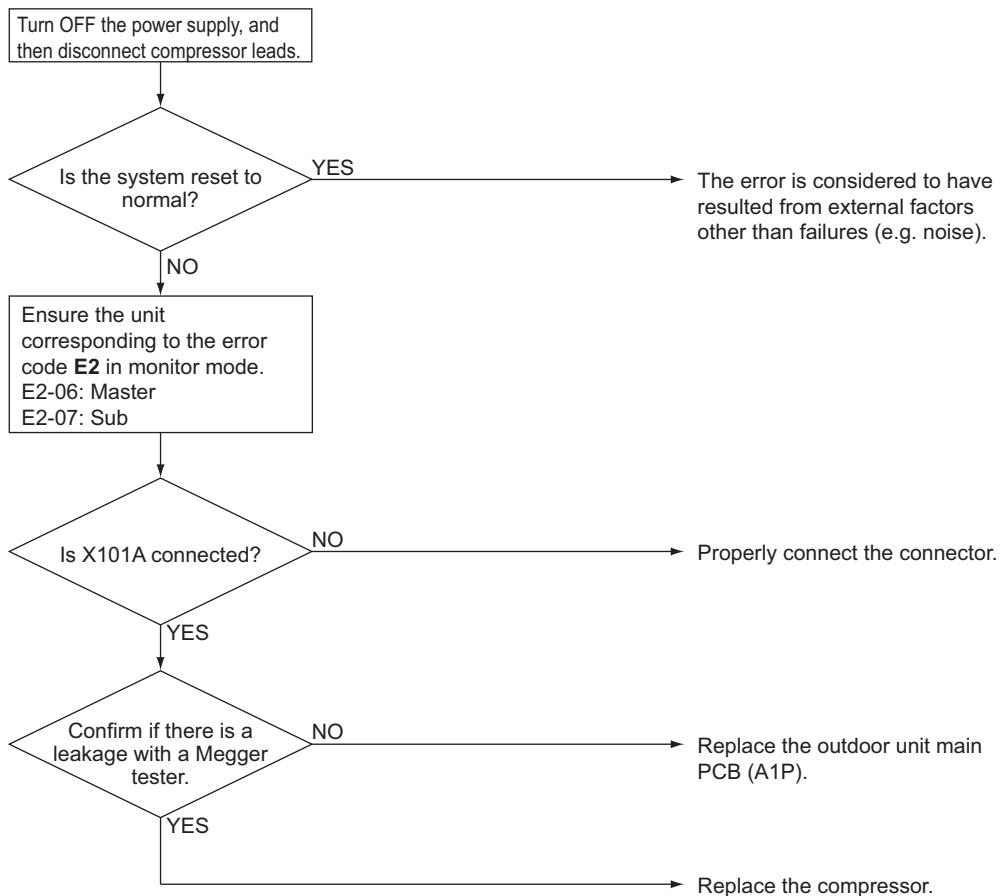 Turn OFF the power supply, and
then disconnect compressor leads.
Is the system reset to
normal?
YES
The error is considered to have
resulted from external factors
other than failures (e.g. noise).
NO
Ensure the unit
corresponding to the error
code E2 in monitor mode.
E2-06: Master
E2-07: Sub
Is X101A connected?
NO
Properly connect the connector.
YES
Confirm if there is a
leakage with a Megger
tester.
NO
Replace the outdoor unit main
PCB (A1P).
YES
Replace the compressor.